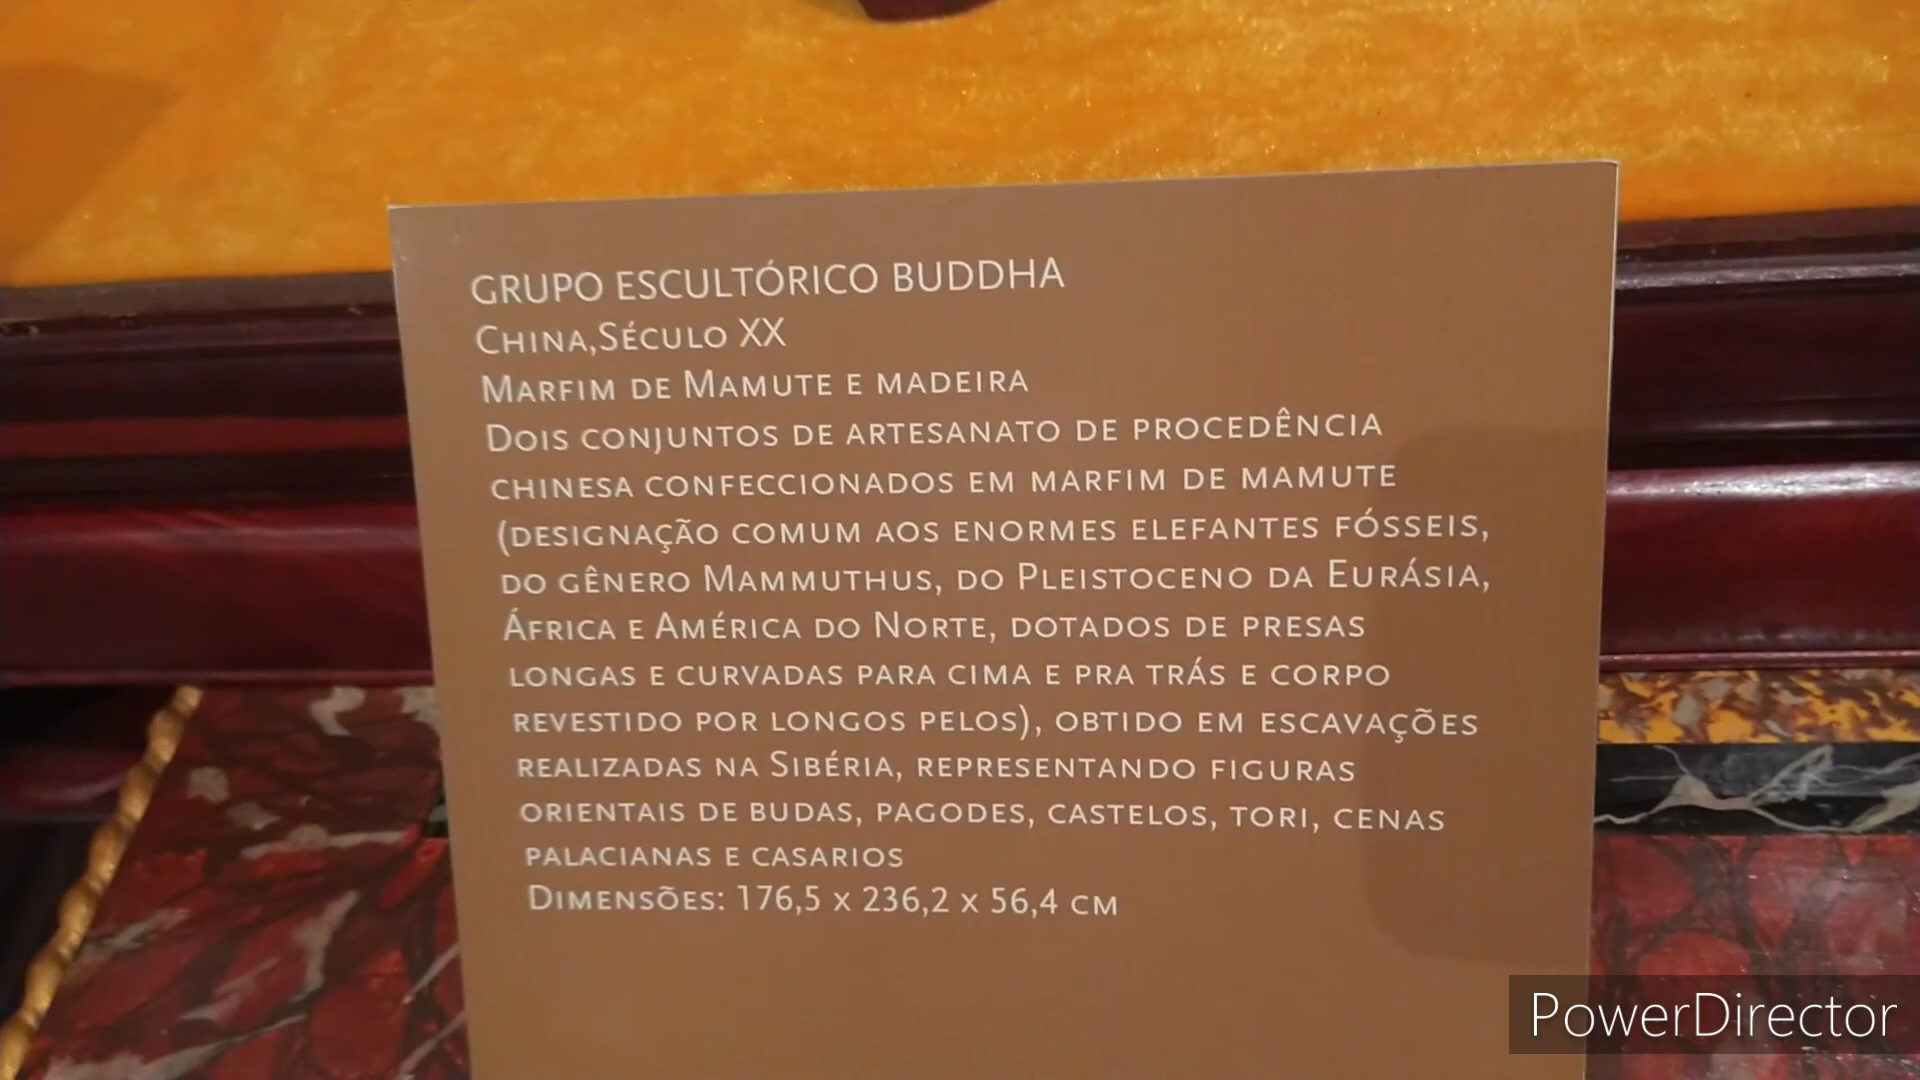 GRUPO ESCULTÓRICO BUDDHA
CHINA,SÉCULO XX
MARFIM DE MAMUTE E MADEIRA
DOIS CONJUNTOS DE ARTESANATO DE PROCEDÊNCIA
CHINESA CONFECCIONADOS EM MARFIM DE MAMUTE
(DESIGNAÇÃO COMUM AOS ENORMES ELEFANTES FÓSSEIS,
DO GÊNERO MAMMUTHUS, DO PLEISTOCENO DA EURÁSIA,
ÁFRICA E AMÉRICA DO NORTE, DOTADOS DE PRESAS
LONGAS E CURVADAS PARA CIMA E PRA TRÁS E CORPO
REVESTIDO POR LONGOS PELOS), OBTIDO EM ESCAVAÇÕES
REALIZADAS NA SIBÉRIA, REPRESENTANDO FIGURAS
ORIENTAIS DE BUDAS, PAGODES, CASTELOS, TORI, CENAS
PALACIANAS E CASARIOS
DIMENSÕES: 176,5 X 236,2 X 56,4 CM
PowerDirector